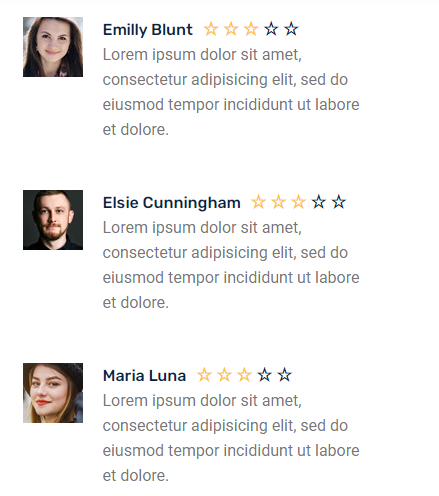 Emilly Blunt ☆ ☆ ☆ ☆ ☆
Lorem ipsum dolor sit amet,
consectetur adipisicing elit, sed do
eiusmod tempor incididunt ut labore
et dolore.
Elsie Cunningham ☆ ☆ ☆ ☆ ☆
Lorem ipsum dolor sit amet,
consectetur adipisicing elit, sed do
eiusmod tempor incididunt ut labore
et dolore.
Maria Luna ☆ ☆ ☆ ☆ ☆
Lorem ipsum dolor sit amet,
consectetur adipisicing elit, sed do
eiusmod tempor incididunt ut labore
et dolore.